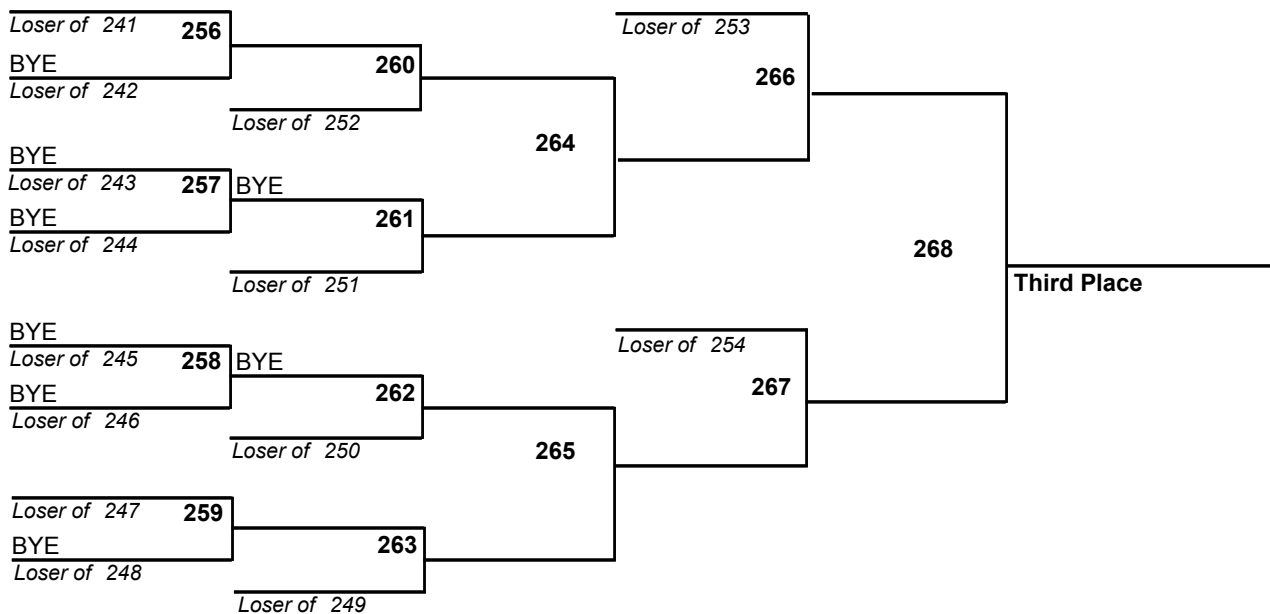 Loser of 241
256
BYE
Loser of 242
260
Loser of 252
BYE
Loser of 243
257
BYE
BYE
Loser of 244
261
Loser of 251
264
Loser of 253
266
BYE
Loser of 245
258
BYE
BYE
Loser of 246
262
Loser of 250
265
Loser of 247
259
BYE
Loser of 248
263
Loser of 249
Loser of 254
267
268
Third Place